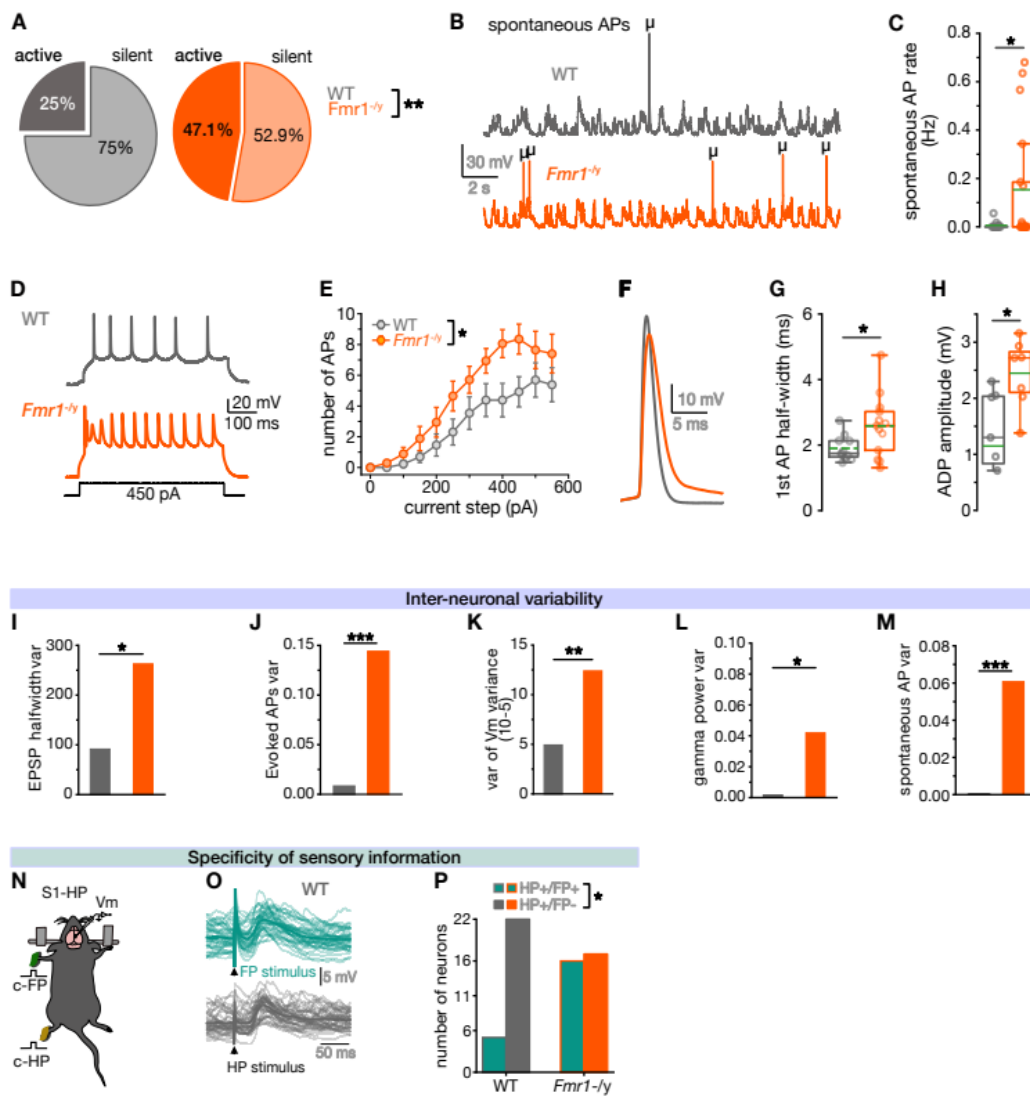 A
active
silent
25%
75%
active
silent
47.1%
52.9%
WT
Fmr1-/y
**
B
spontaneous APs
µ
WT
30 mV
2 s
Fmr1-/y
µ µ µ µ µ
C
spontaneous AP rate
(Hz)
0.8
0.6
0.4
0.2
0.0
*
D
WT
Fmr1-/y
20 mV
100 ms
450 pA
E
number of APs
10
8
6
4
2
0
WT
Fmr1-/y
*
0 200 400 600
current step (pA)
F
10 mV
5 ms
G
1st AP half-width (ms)
6
4
2
0
*
H
ADP amplitude (mV)
3
2
1
0
*
Inter-neuronal variability
I
EPSP halfwidth var
300
200
100
0
*
J
Evoked APs var
0.15
0.10
0.05
0.00
***
K
var of Vm variance
(10-5)
15
10
5
0
**
L
gamma power var
0.10
0.08
0.06
0.04
0.02
0.00
*
M
spontaneous AP var
0.08
0.06
0.04
0.02
0.00
***
Specificity of sensory information
N
S1-HP
Vm
c-FP
c-HP
O
WT
FP stimulus
5 mV
HP stimulus
50 ms
P
HP+/FP+
HP+/FP-
*
number of neurons
22
16
11
6
0
WT
Fmr1-/y